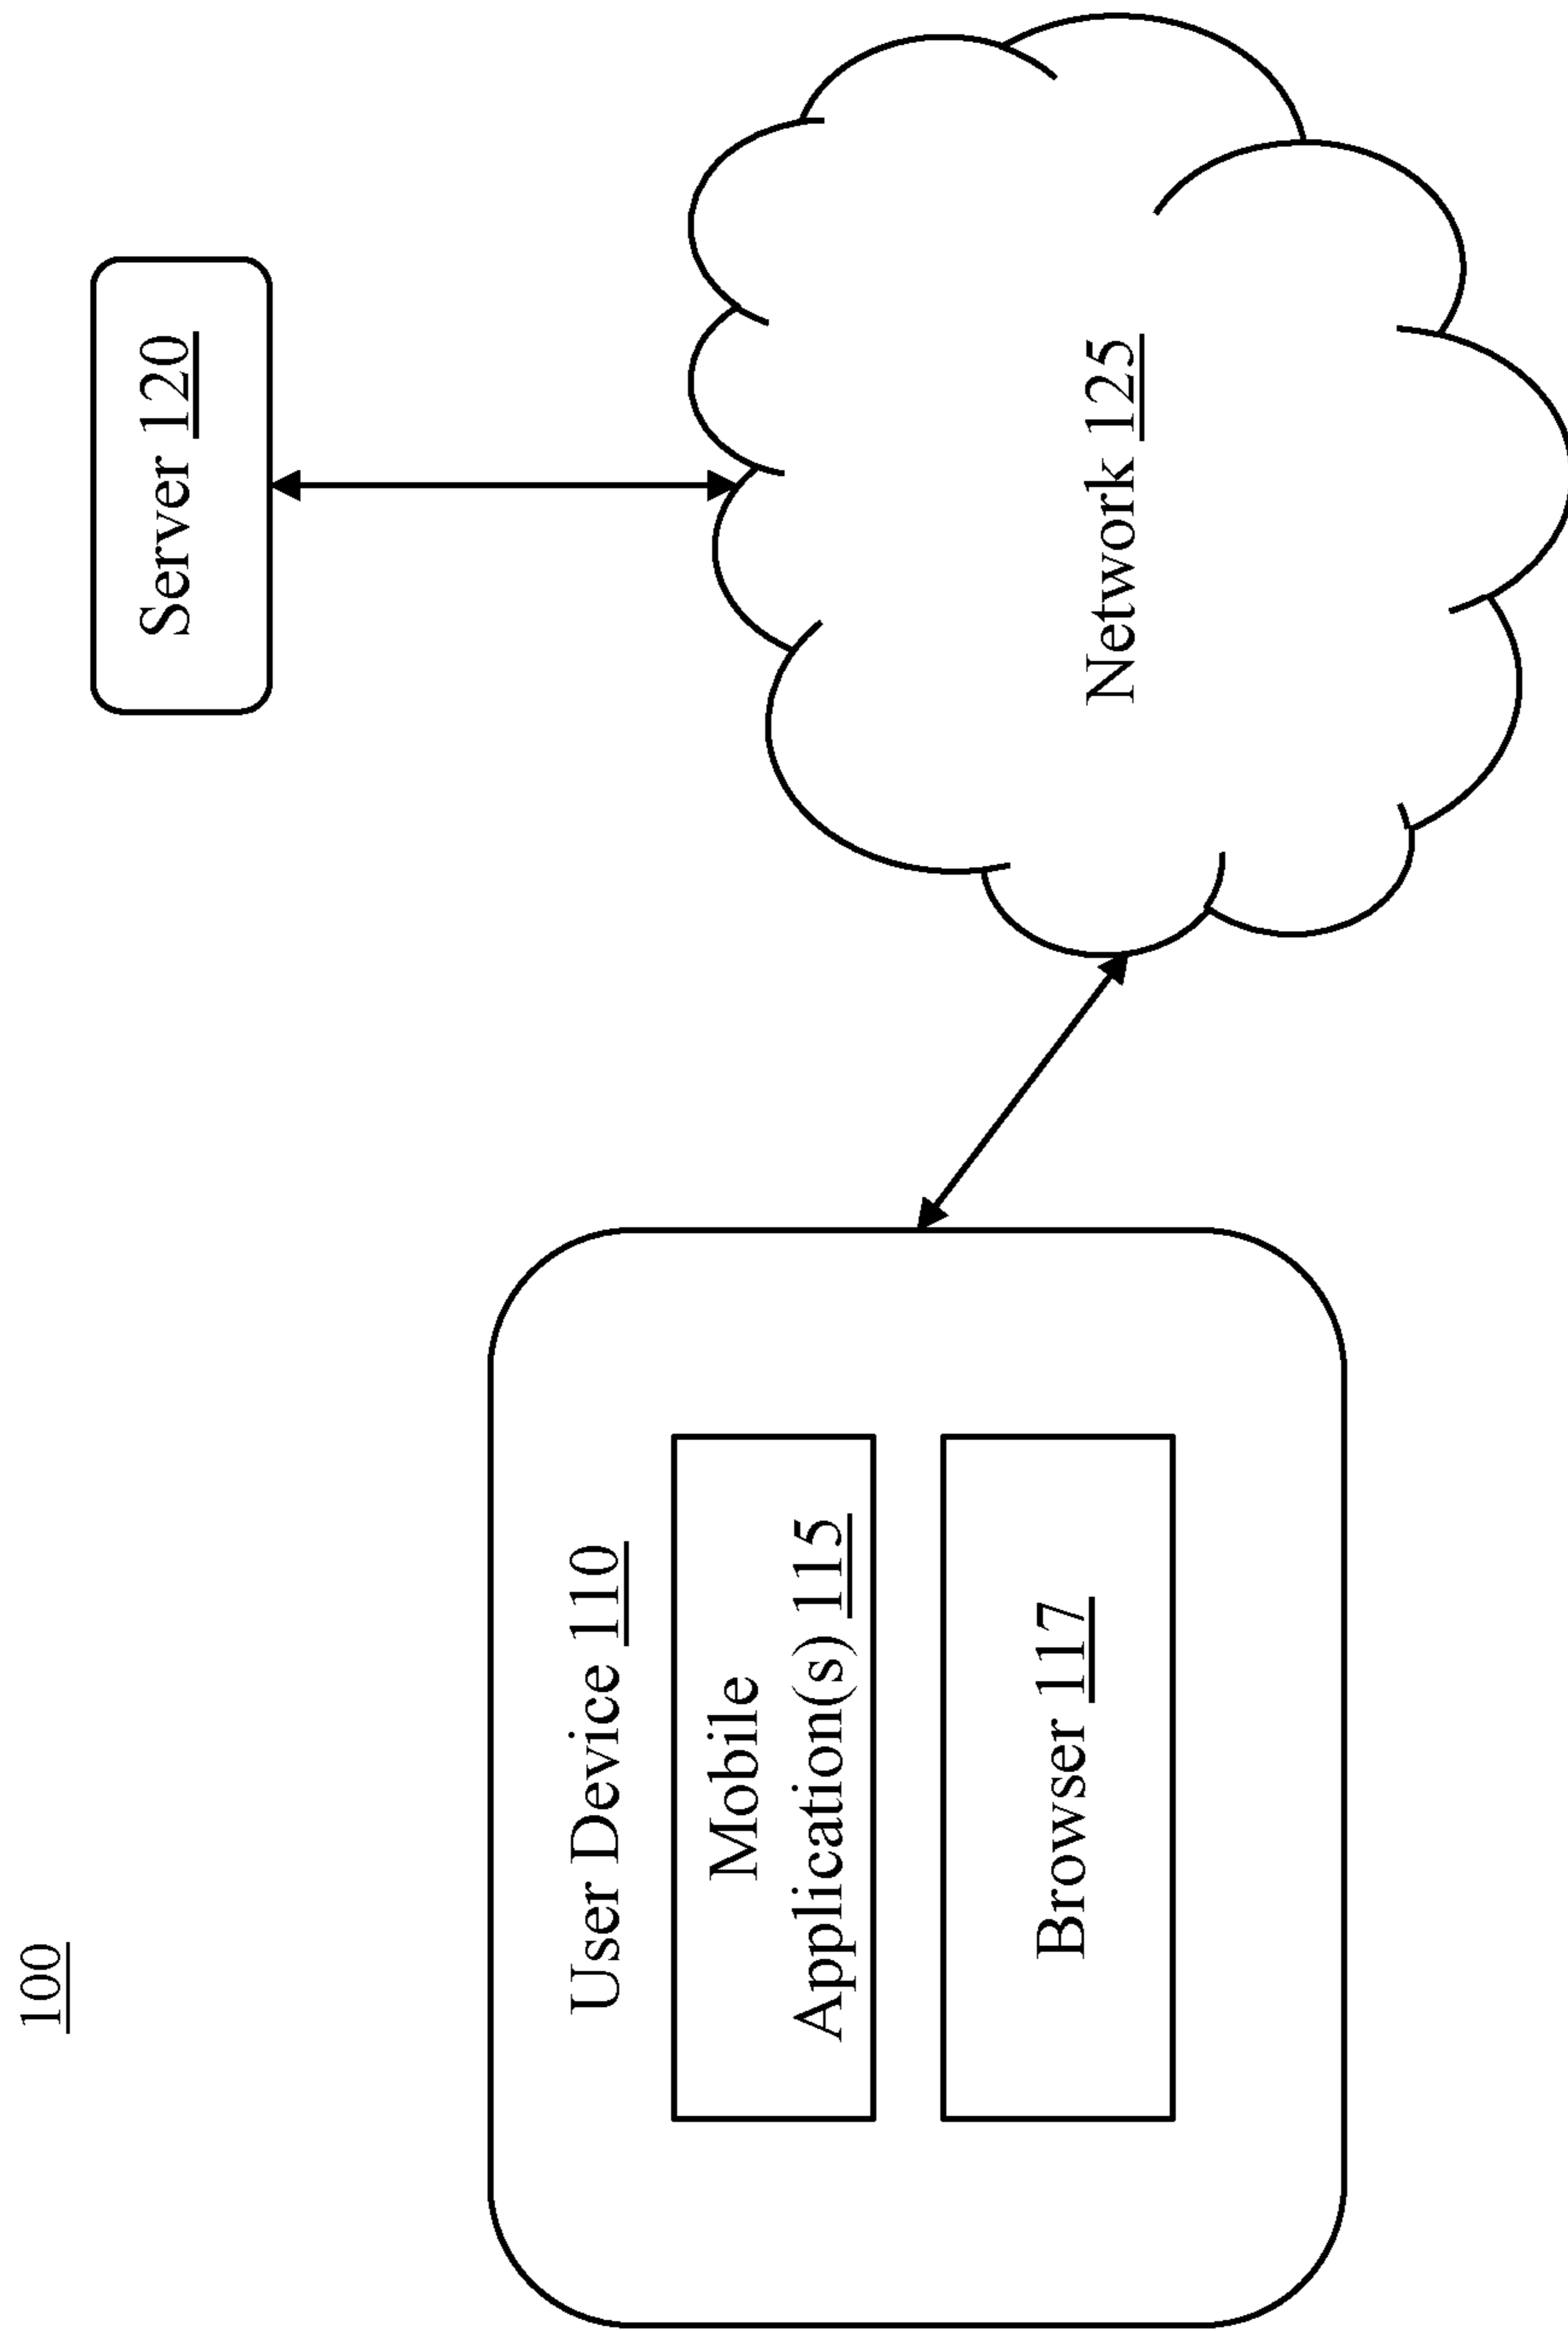 100
User Device 110
Mobile
Application(s) 115
Browser 117
Server 120
Network 125